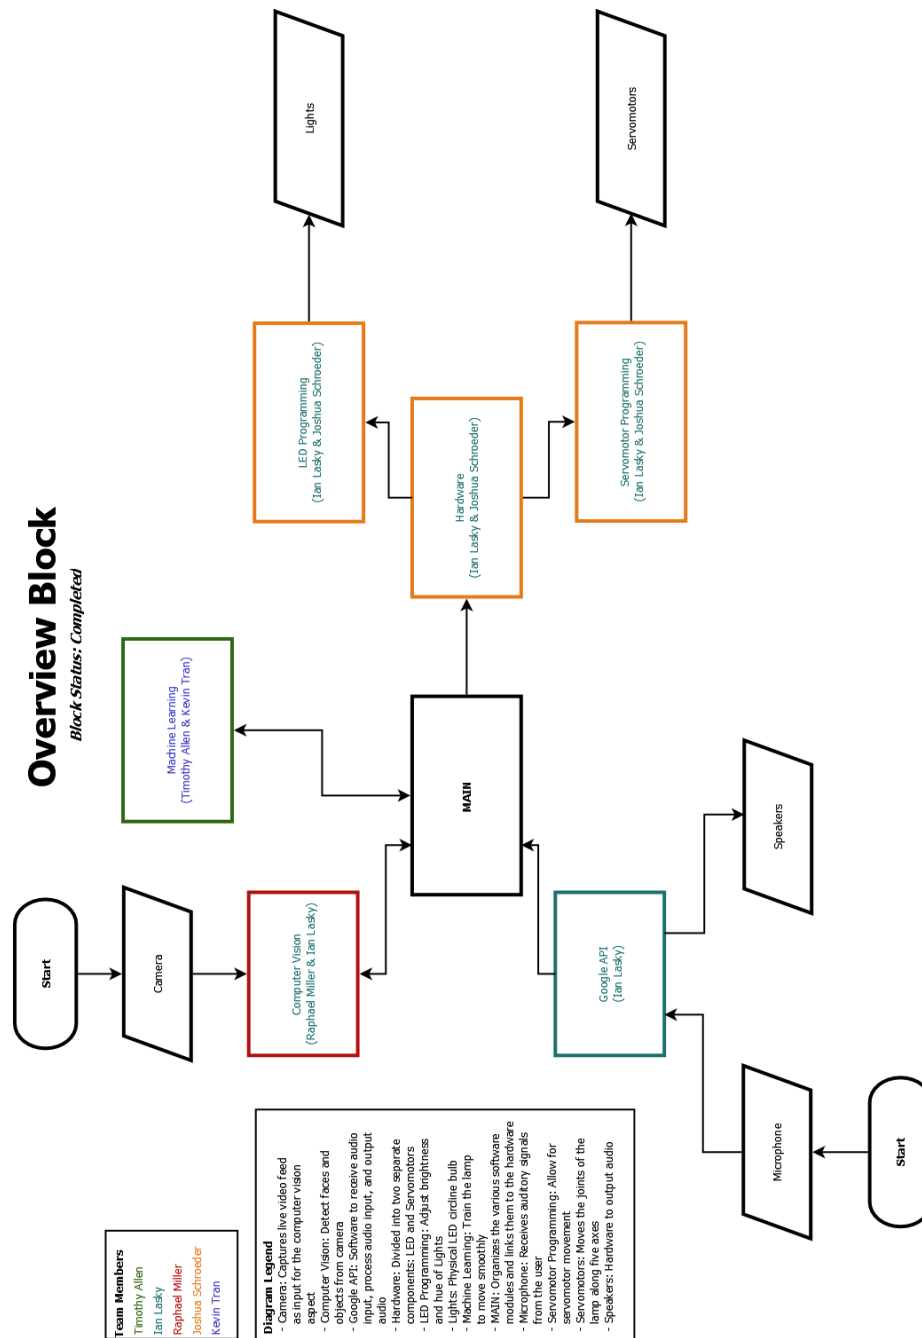 Overview Block
Block Status: Completed
Start
Camera
Computer Vision
(Raphael Miller & Ian Lasky)
Machine Learning
(Timothy Allen & Kevin Tran)
MAIN
Google API
(Ian Lasky)
Microphone
Start
Speakers
Hardware
(Ian Lasky & Joshua Schroeder)
LED Programming
(Ian Lasky & Joshua Schroeder)
Lights
Servomotor Programming
(Ian Lasky & Joshua Schroeder)
Servomotors
Team Members
Timothy Allen
Ian Lasky
Raphael Miller
Joshua Schroeder
Kevin Tran
Diagram Legend
- Camera: Captures live video feed
as input for the computer vision
aspect
- Computer Vision: Detect faces and
objects from camera
- Google API: Software to receive audio
input, process audio input, and output
audio
- Hardware: Divided into two separate
components: LED and Servomotors
- LED Programming: Adjust brightness
and hue of Lights
- Lights: Physical LED circline bulb
- Machine Learning: Train the lamp
to move smoothly
- MAIN: Organizes the various software
modules and links them to the hardware
- Microphone: Receives auditory signals
from the user
- Servomotor Programming: Allow for
servomotor movement
- Servomotors: Moves the joints of the
lamp along five axes
- Speakers: Hardware to output audio